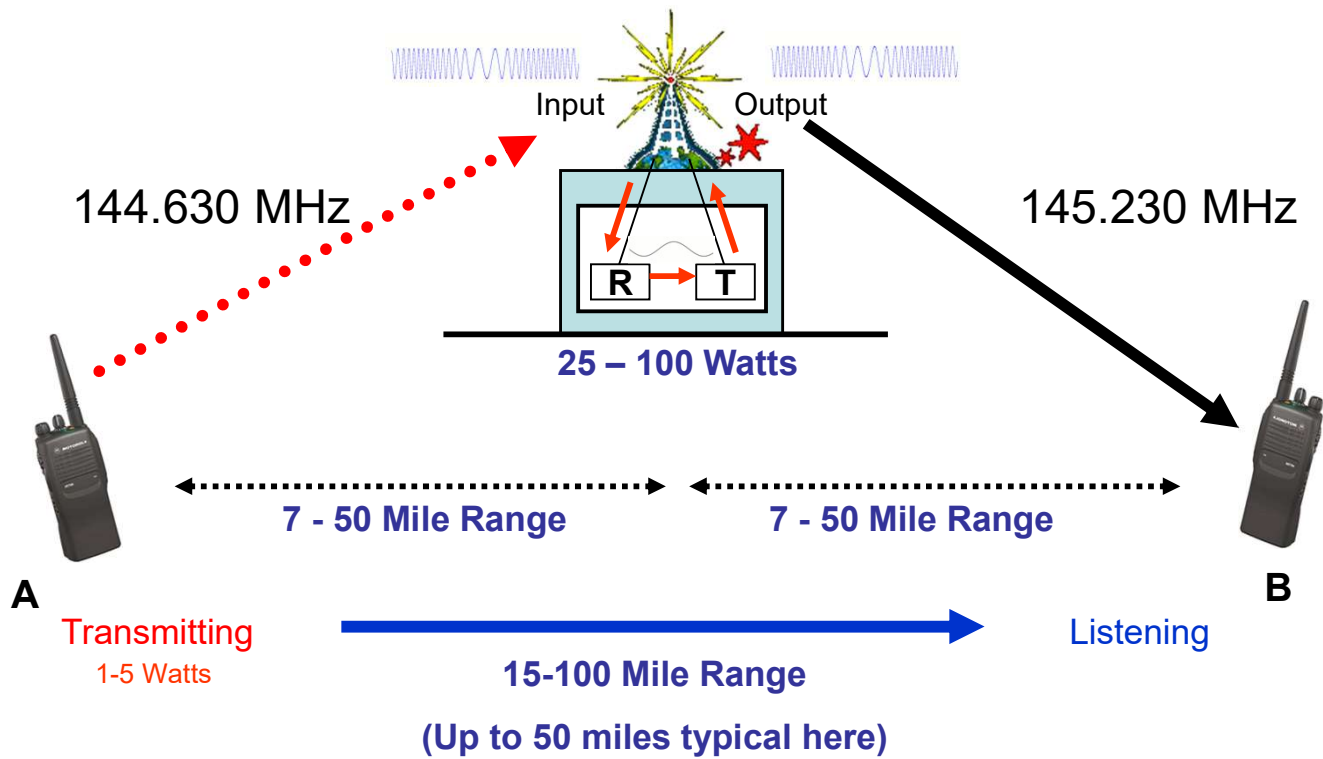 Input
Output
144.630 MHz
145.230 MHz
R
T
25 – 100 Watts
MOTOROLA
7 - 50 Mile Range
7 - 50 Mile Range
A
B
Transmitting
Listening
1-5 Watts
15-100 Mile Range
(Up to 50 miles typical here)